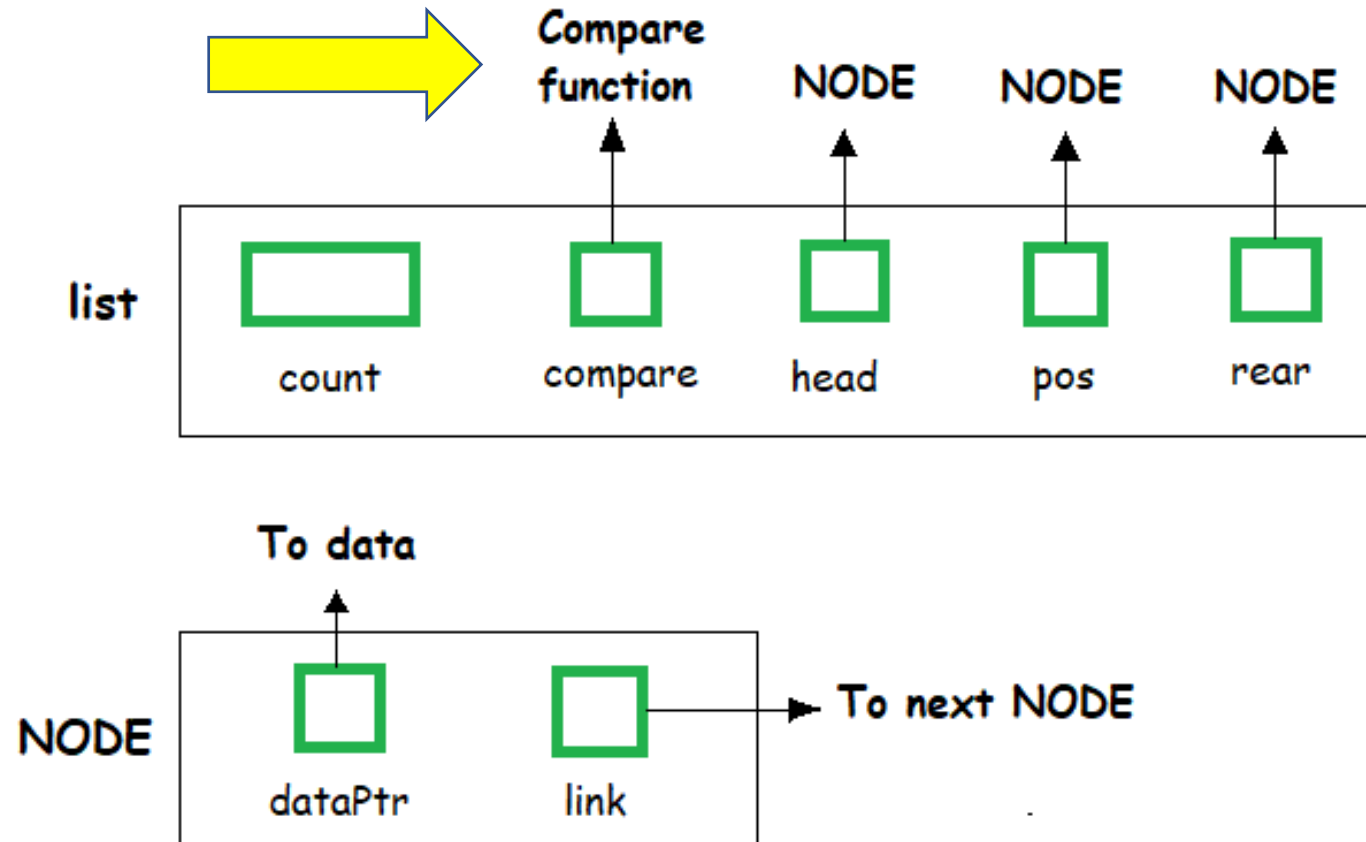 Compare
function
NODE
NODE
NODE
list
count
compare
head
pos
rear
To data
NODE
dataPtr
link
To next NODE